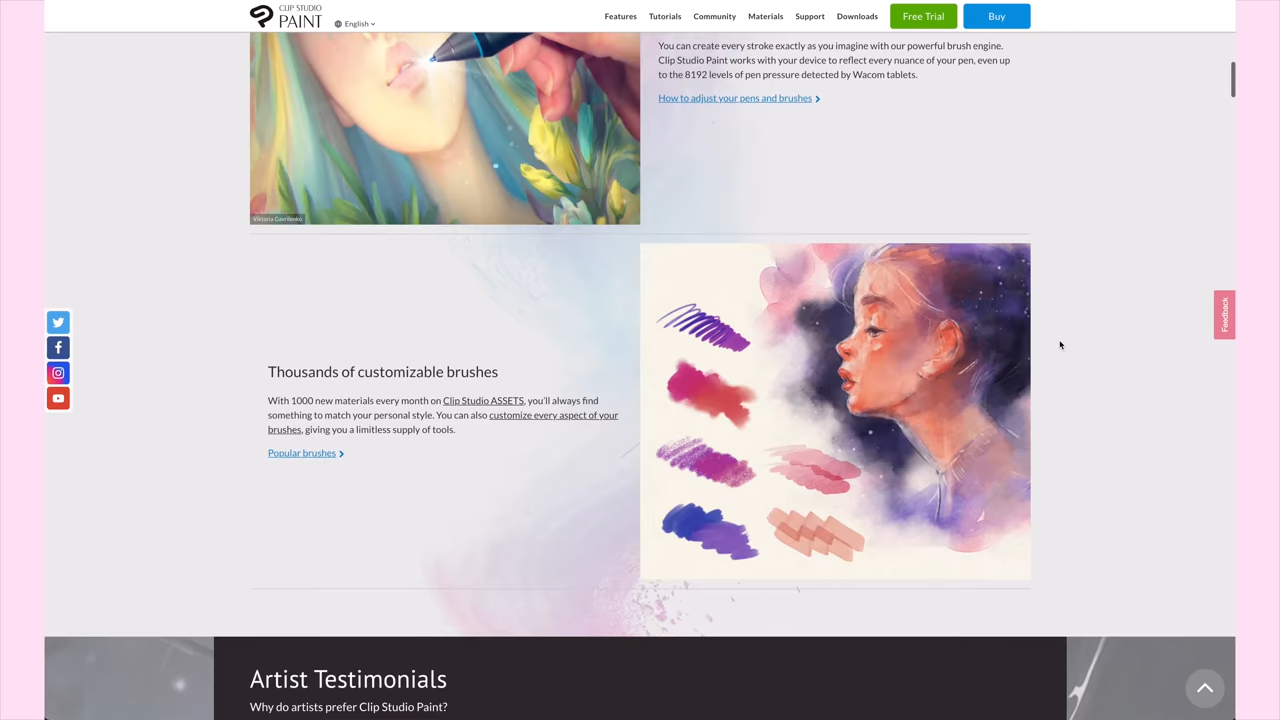 CLIP STUDIO
PAINT
English
Features
Tutorials
Community
Materials
Support
Downloads
Free Trial
Buy
You can create every stroke exactly as you imagine with our powerful brush engine.
Clip Studio Paint works with your device to reflect every nuance of your pen, even up
to the 8192 levels of pen pressure detected by Wacom tablets.
How to adjust your pens and brushes
Viktoria Gavrilenko
Feedback
Thousands of customizable brushes
With 1000 new materials every month on Clip Studio ASSETS, you'll always find
something to match your personal style. You can also customize every aspect of your
brushes, giving you a limitless supply of tools.
Popular brushes
Artist Testimonials
Why do artists prefer Clip Studio Paint?